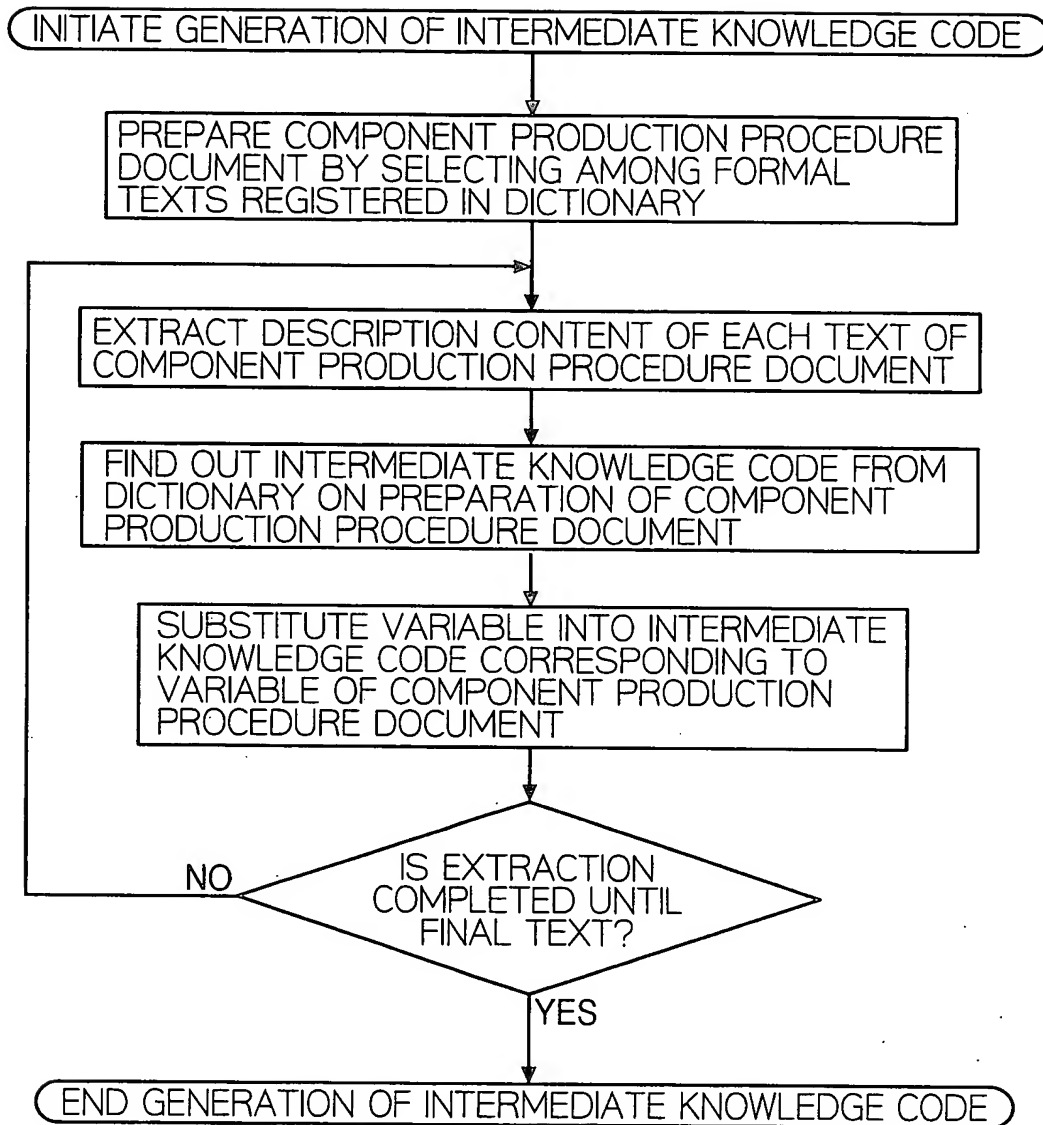 INITIATE GENERATION OF INTERMEDIATE KNOWLEDGE CODE
PREPARE COMPONENT PRODUCTION PROCEDURE
DOCUMENT BY SELECTING AMONG FORMAL
TEXTS REGISTERED IN DICTIONARY
EXTRACT DESCRIPTION CONTENT OF EACH TEXT OF
COMPONENT PRODUCTION PROCEDURE DOCUMENT
FIND OUT INTERMEDIATE KNOWLEDGE CODE FROM
DICTIONARY ON PREPARATION OF COMPONENT
PRODUCTION PROCEDURE DOCUMENT
SUBSTITUTE VARIABLE INTO INTERMEDIATE
KNOWLEDGE CODE CORRESPONDING TO
VARIABLE OF COMPONENT PRODUCTION
PROCEDURE DOCUMENT
NO
IS EXTRACTION
COMPLETED UNTIL
FINAL TEXT?
YES
END GENERATION OF INTERMEDIATE KNOWLEDGE CODE